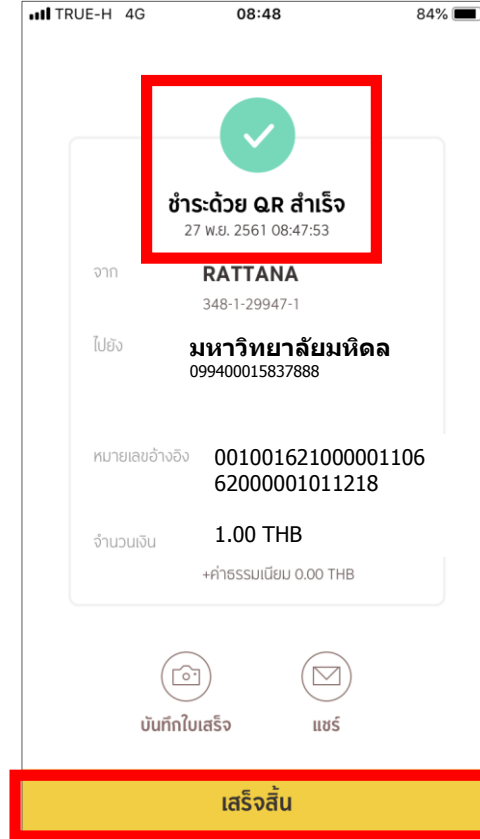 TRUE-H 4G 08:48 84%
ชำระด้วย QR สำเร็จ
27 พ.ย. 2561 08:47:53
จาก RATTANA
348-1-29947-1
ไปยัง มหาวิทยาลัยมหิดล
099400015837888
หมายเลขอ้างอิง 001001621000001106
62000001011218
จำนวนเงิน 1.00 THB
+ค่าธรรมเนียม 0.00 THB
บันทึกใบเสร็จ แชร์
เสร็จสิ้น